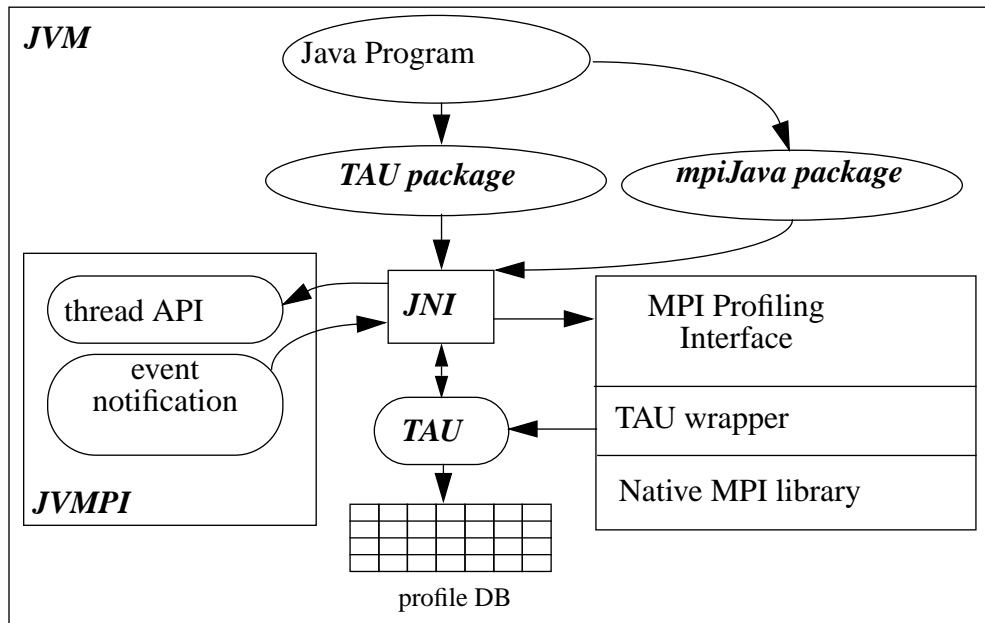 JVM
Java Program
TAU package
mpiJava package
thread API
JNI
MPI Profiling
Interface
event
notification
TAU
TAU wrapper
Native MPI library
JVMPI
profile DB